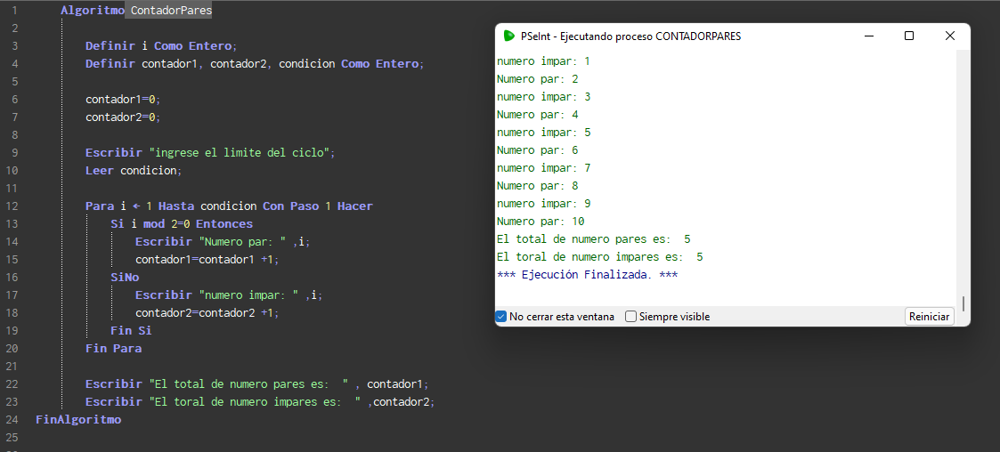 1 Algoritmo ContadorPares
2
3 Definir i Como Entero;
4 Definir contador1, contador2, condicion Como Entero;
5
6 contador1=0;
7 contador2=0;
8
9 Escribir "ingrese el limite del ciclo";
10 Leer condicion;
11
12 Para i ← 1 Hasta condicion Con Paso 1 Hacer
13 Si i mod 2=0 Entonces
14 Escribir "Numero par: " ,i;
15 contador1=contador1 +1;
16 SiNo
17 Escribir "numero impar: " ,i;
18 contador2=contador2 +1;
19 Fin Si
20 Fin Para
21
22 Escribir "El total de numero pares es:  " , contador1;
23 Escribir "El toral de numero impares es:  " ,contador2;
24 FinAlgoritmo
25
PSeInt - Ejecutando proceso CONTADORPARES
numero impar: 1
Numero par: 2
numero impar: 3
Numero par: 4
numero impar: 5
Numero par: 6
numero impar: 7
Numero par: 8
numero impar: 9
Numero par: 10
El total de numero pares es:  5
El toral de numero impares es:  5
*** Ejecución Finalizada. ***
No cerrar esta ventana Siempre visible Reiniciar